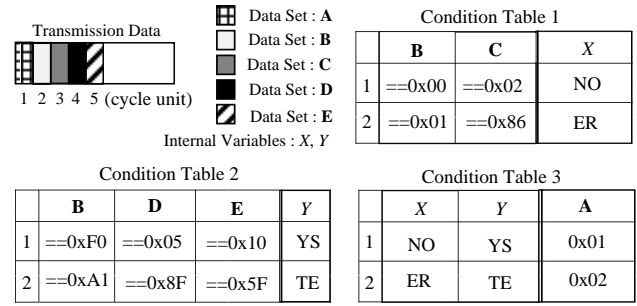 Transmission Data
1 2 3 4 5 (cycle unit)
Data Set : A
Data Set : B
Data Set : C
Data Set : D
Data Set : E
Internal Variables : X, Y
Condition Table 1
B C X
1 ==0x00 ==0x02 NO
2 ==0x01 ==0x86 ER
Condition Table 2
B D E Y
1 ==0xF0 ==0x05 ==0x10 YS
2 ==0xA1 ==0x8F ==0x5F TE
Condition Table 3
X Y A
1 NO YS 0x01
2 ER TE 0x02